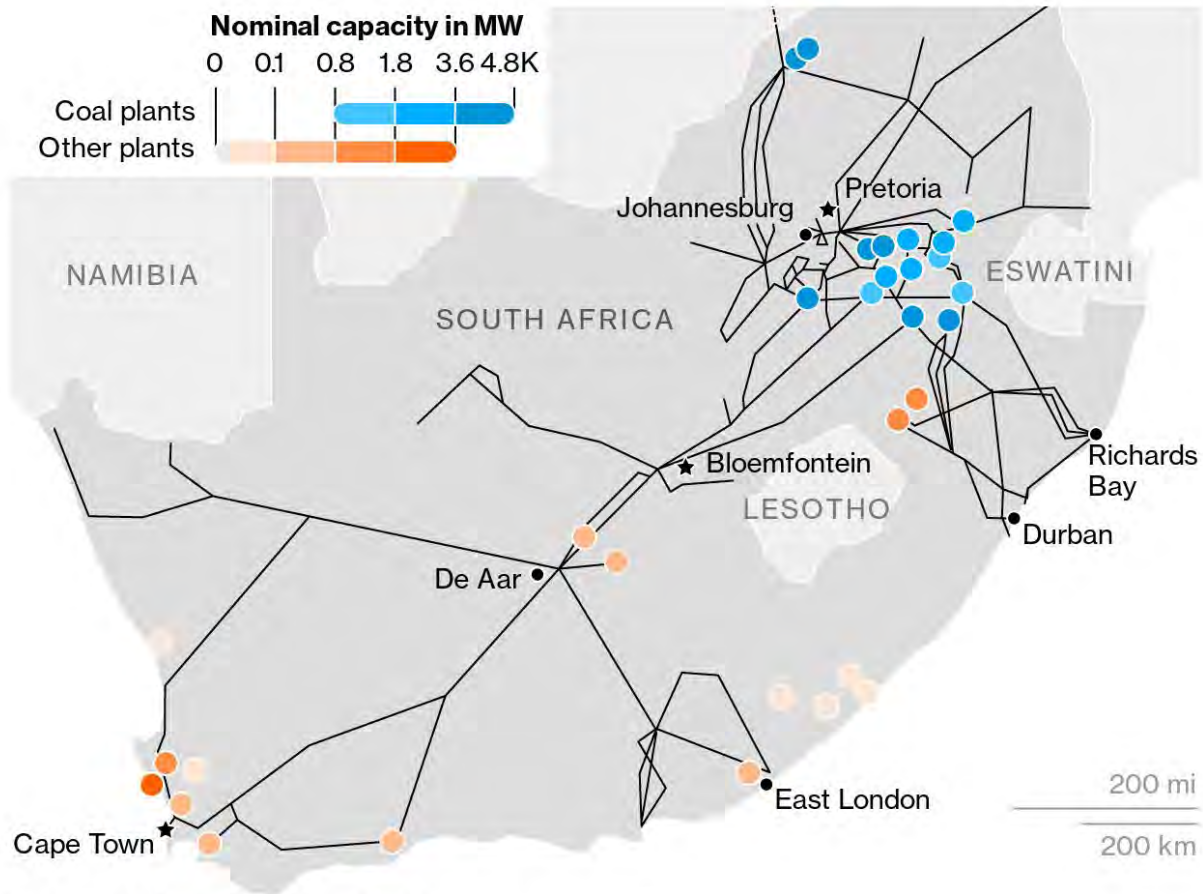 Nominal capacity in MW
0 0.1 0.8 1.8 3.6 4.8K
Coal plants
Other plants
Pretoria
Johannesburg
NAMIBIA
ESWATINI
SOUTH AFRICA
Bloemfontein
Richards
Bay
LESOTHO
Durban
De Aar
200 mi
East London
Cape Town
200 km